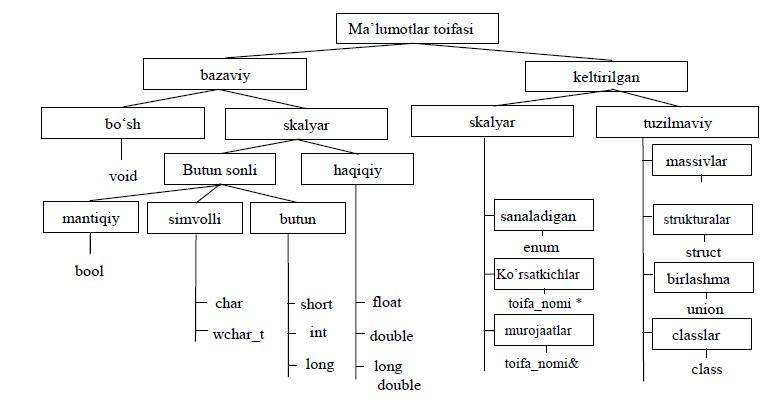 Ma’lumotlar toifasi
bazaviy
keltirilgan
bo‘sh
skalyar
skalyar
tuzilmaviy
void
Butun sonli
haqiqiy
massivlar
mantiqiy
simvolli
butun
sanaladigan
strukturalar
bool
enum
struct
Ko’rsatkichlar
birlashma
char
short
float
toifa_nomi *
union
wchar_t
int
double
murojaatlar
classlar
long
long
double
toifa_nomi&
class